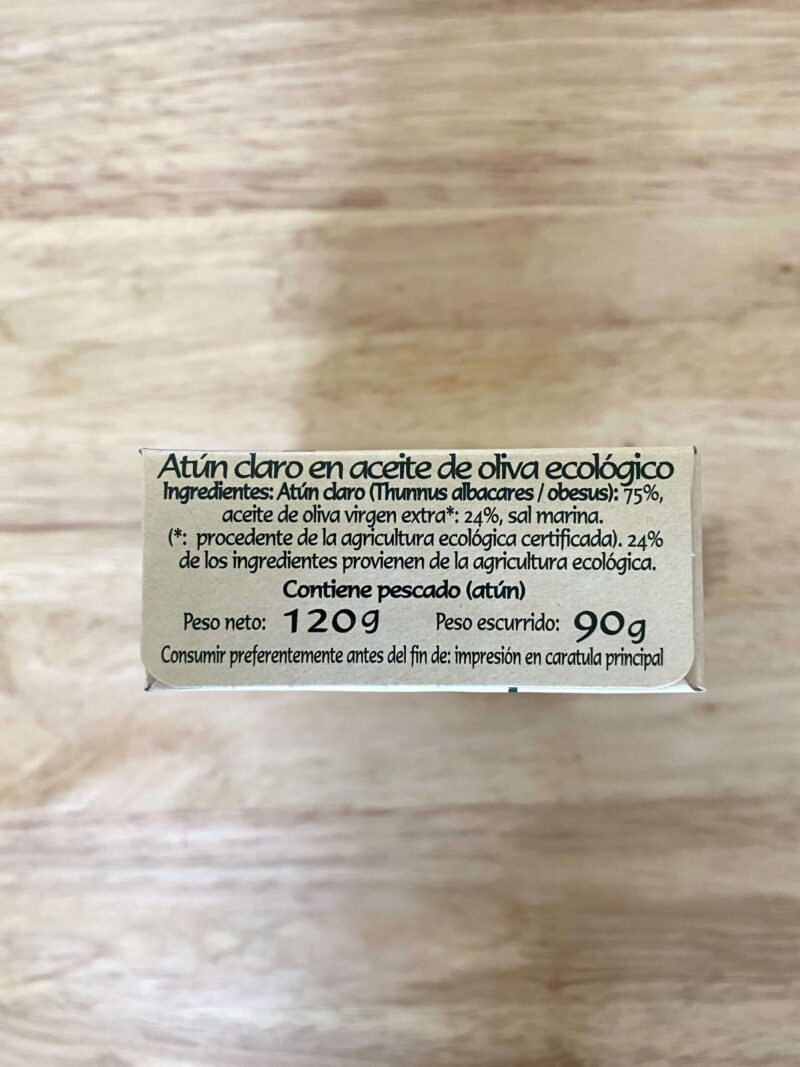 Atún claro en aceite de oliva ecológico
Ingredientes: Atún claro (Thunnus albacares / obesus): 75%,
aceite de oliva virgen extra*: 24%, sal marina.
(*: procedente de la agricultura ecológica certificada). 24%
de los ingredientes provienen de la agricultura ecológica.
Contiene pescado (atún)
Peso neto: 120g Peso escurrido: 90g
Consumir preferentemente antes del fin de: impresión en caratula principal